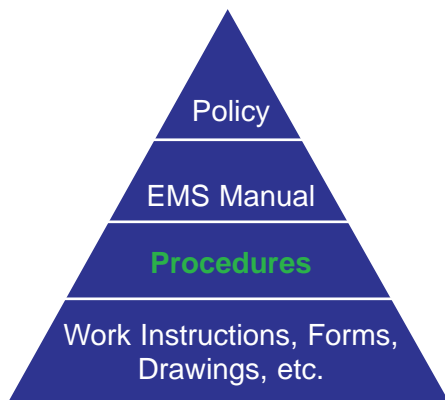 Policy
EMS Manual
Procedures
Work Instructions, Forms,
Drawings, etc.